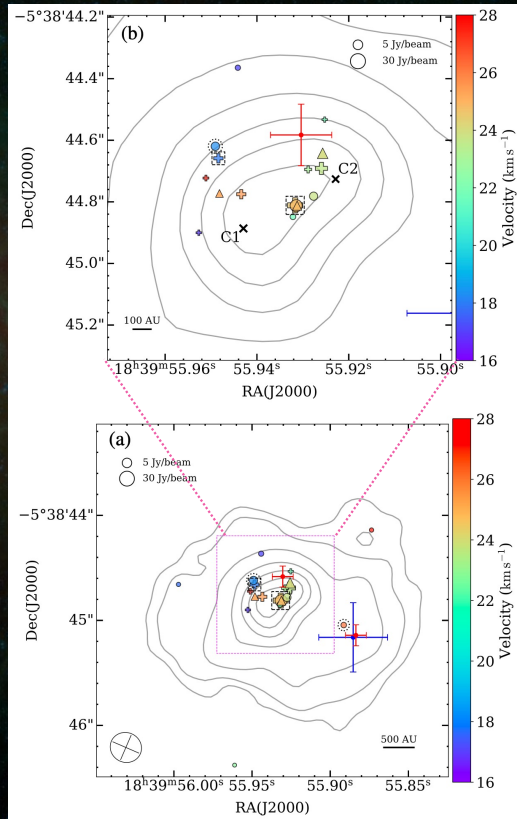 (b)
5 Jy/beam
30 Jy/beam
C2
C1
100 AU
−5°38'44.2"
44.4"
44.6"
44.8"
45.0"
45.2"
Dec(J2000)
18h39m55.96s
55.94s
55.92s
55.90s
RA(J2000)
28
26
24
22
20
18
16
Velocity (km s−1)
(a)
5 Jy/beam
30 Jy/beam
500 AU
−5°38'44"
45"
46"
Dec(J2000)
18h39m56.00s
55.95s
55.90s
55.85s
RA(J2000)
28
26
24
22
20
18
16
Velocity (km s−1)